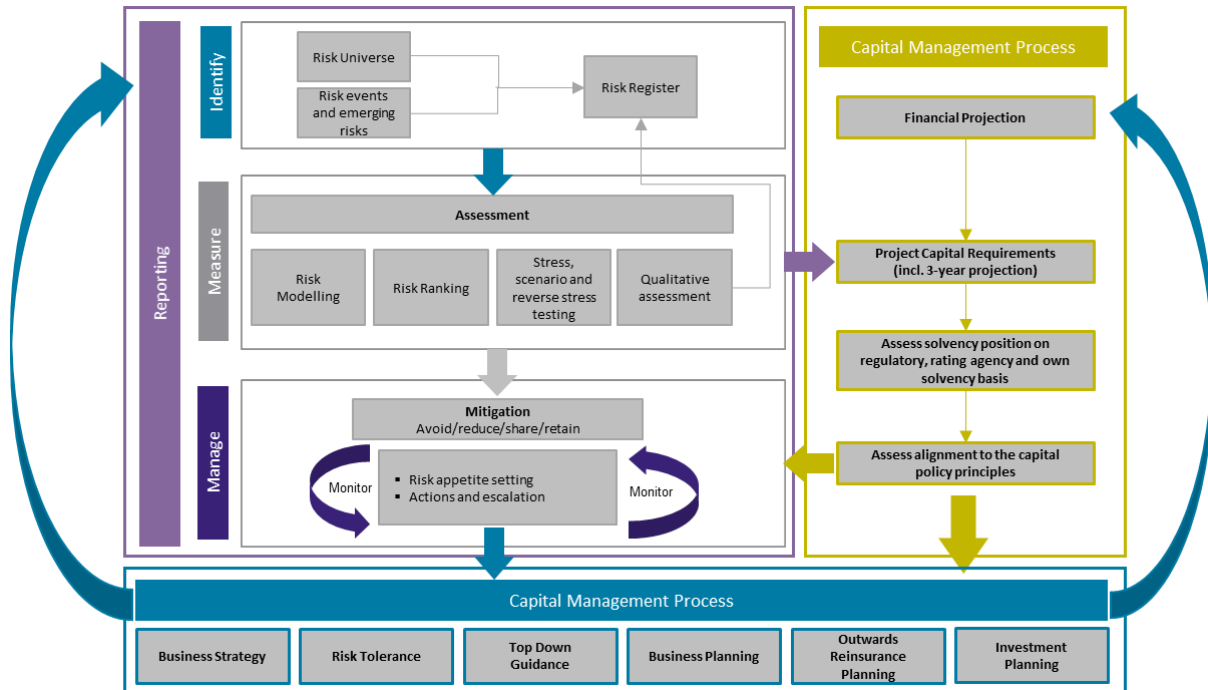 Reporting
Identify
Risk Universe
Risk events
and emerging
risks
Risk Register
Measure
Assessment
Risk
Modelling
Risk Ranking
Stress,
scenario and
reverse stress
testing
Qualitative
assessment
Manage
Mitigation
Avoid/reduce/share/retain
Monitor
▪ Risk appetite setting
▪ Actions and escalation
Monitor
Capital Management Process
Financial Projection
Project Capital Requirements
(incl. 3-year projection)
Assess solvency position on
regulatory, rating agency and own
solvency basis
Assess alignment to the capital
policy principles
Capital Management Process
Business Strategy
Risk Tolerance
Top Down
Guidance
Business Planning
Outwards
Reinsurance
Planning
Investment
Planning